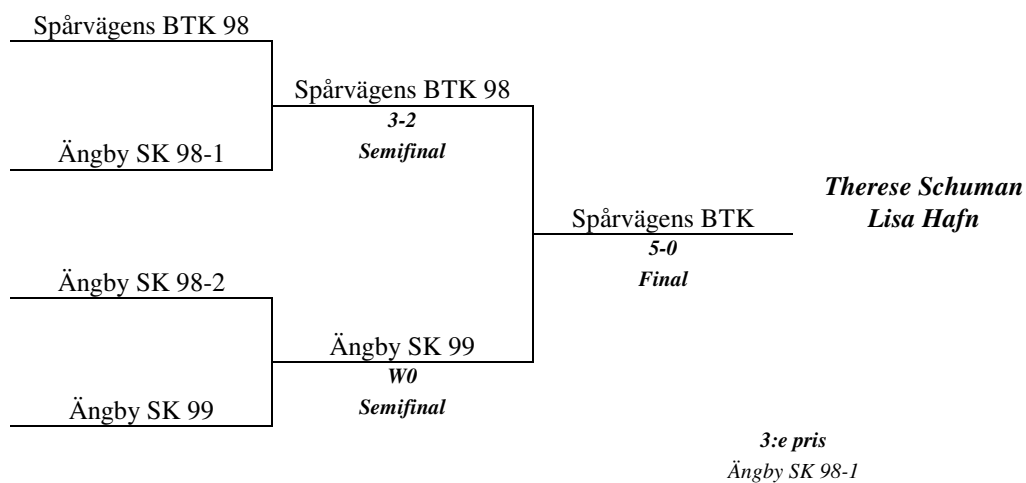 Spårvägens BTK 98
Spårvägens BTK 98
3-2
Semifinal
Ängby SK 98-1
Therese Schuman
Lisa Hafn
Spårvägens BTK
5-0
Final
Ängby SK 98-2
Ängby SK 99
W0
Semifinal
Ängby SK 99
3:e pris
Ängby SK 98-1